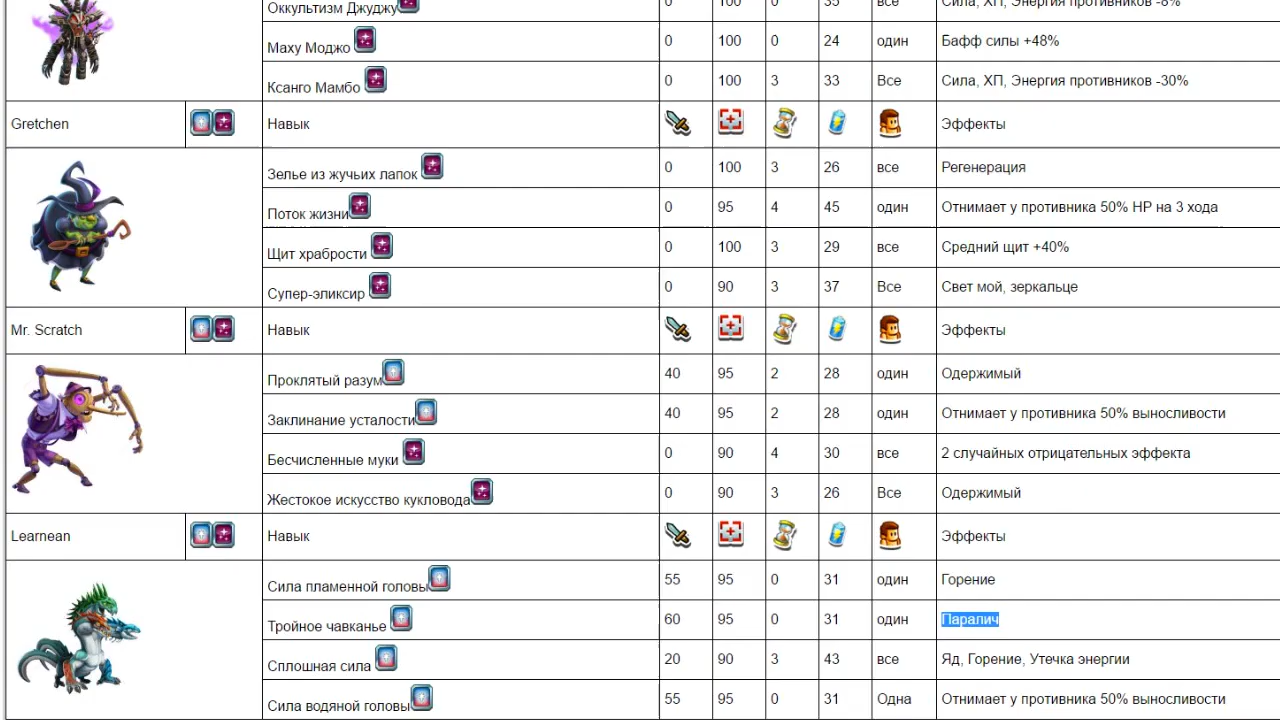 Оккультизм Джуджу 0 100 0 35 все Сила, ХП, Энергия противников -8%
Маху Моджо 0 100 0 24 один Бафф силы +48%
Ксанго Мамбо 0 100 3 33 Все Сила, ХП, Энергия противников -30%
Gretchen Навык Эффекты
Зелье из жучьих лапок 0 100 3 26 все Регенерация
Поток жизни 0 95 4 45 один Отнимает у противника 50% HP на 3 хода
Щит храбрости 0 100 3 29 все Средний щит +40%
Супер-эликсир 0 90 3 37 Все Свет мой, зеркальце
Mr. Scratch Навык Эффекты
Проклятый разум 40 95 2 28 один Одержимый
Заклинание усталости 40 95 2 28 один Отнимает у противника 50% выносливости
Бесчисленные муки 0 90 4 30 все 2 случайных отрицательных эффекта
Жестокое искусство кукловода 0 90 3 26 Все Одержимый
Learnean Навык Эффекты
Сила пламенной головы 55 95 0 31 один Горение
Тройное чавканье 60 95 0 31 один Паралич
Сплошная сила 20 90 3 43 все Яд, Горение, Утечка энергии
Сила водяной головы 55 95 0 31 Одна Отнимает у противника 50% выносливости